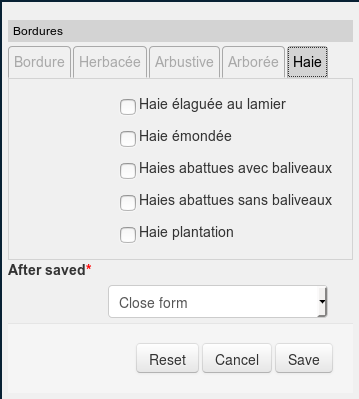 Bordures
Bordure Herbacée Arbustive Arborée Haie
Haie élaguée au lamier
Haie émondée
Haies abattues avec baliveaux
Haies abattues sans baliveaux
Haie plantation
After saved*
Close form
Reset Cancel Save